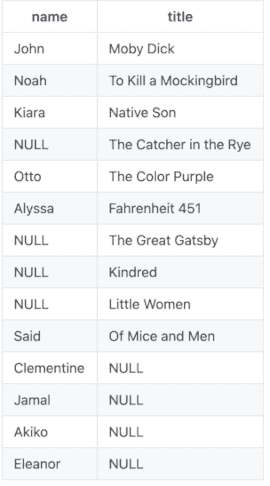 name title
John Moby Dick
Noah To Kill a Mockingbird
Kiara Native Son
NULL The Catcher in the Rye
Otto The Color Purple
Alyssa Fahrenheit 451
NULL The Great Gatsby
NULL Kindred
NULL Little Women
Said Of Mice and Men
Clementine NULL
Jamal NULL
Akiko NULL
Eleanor NULL